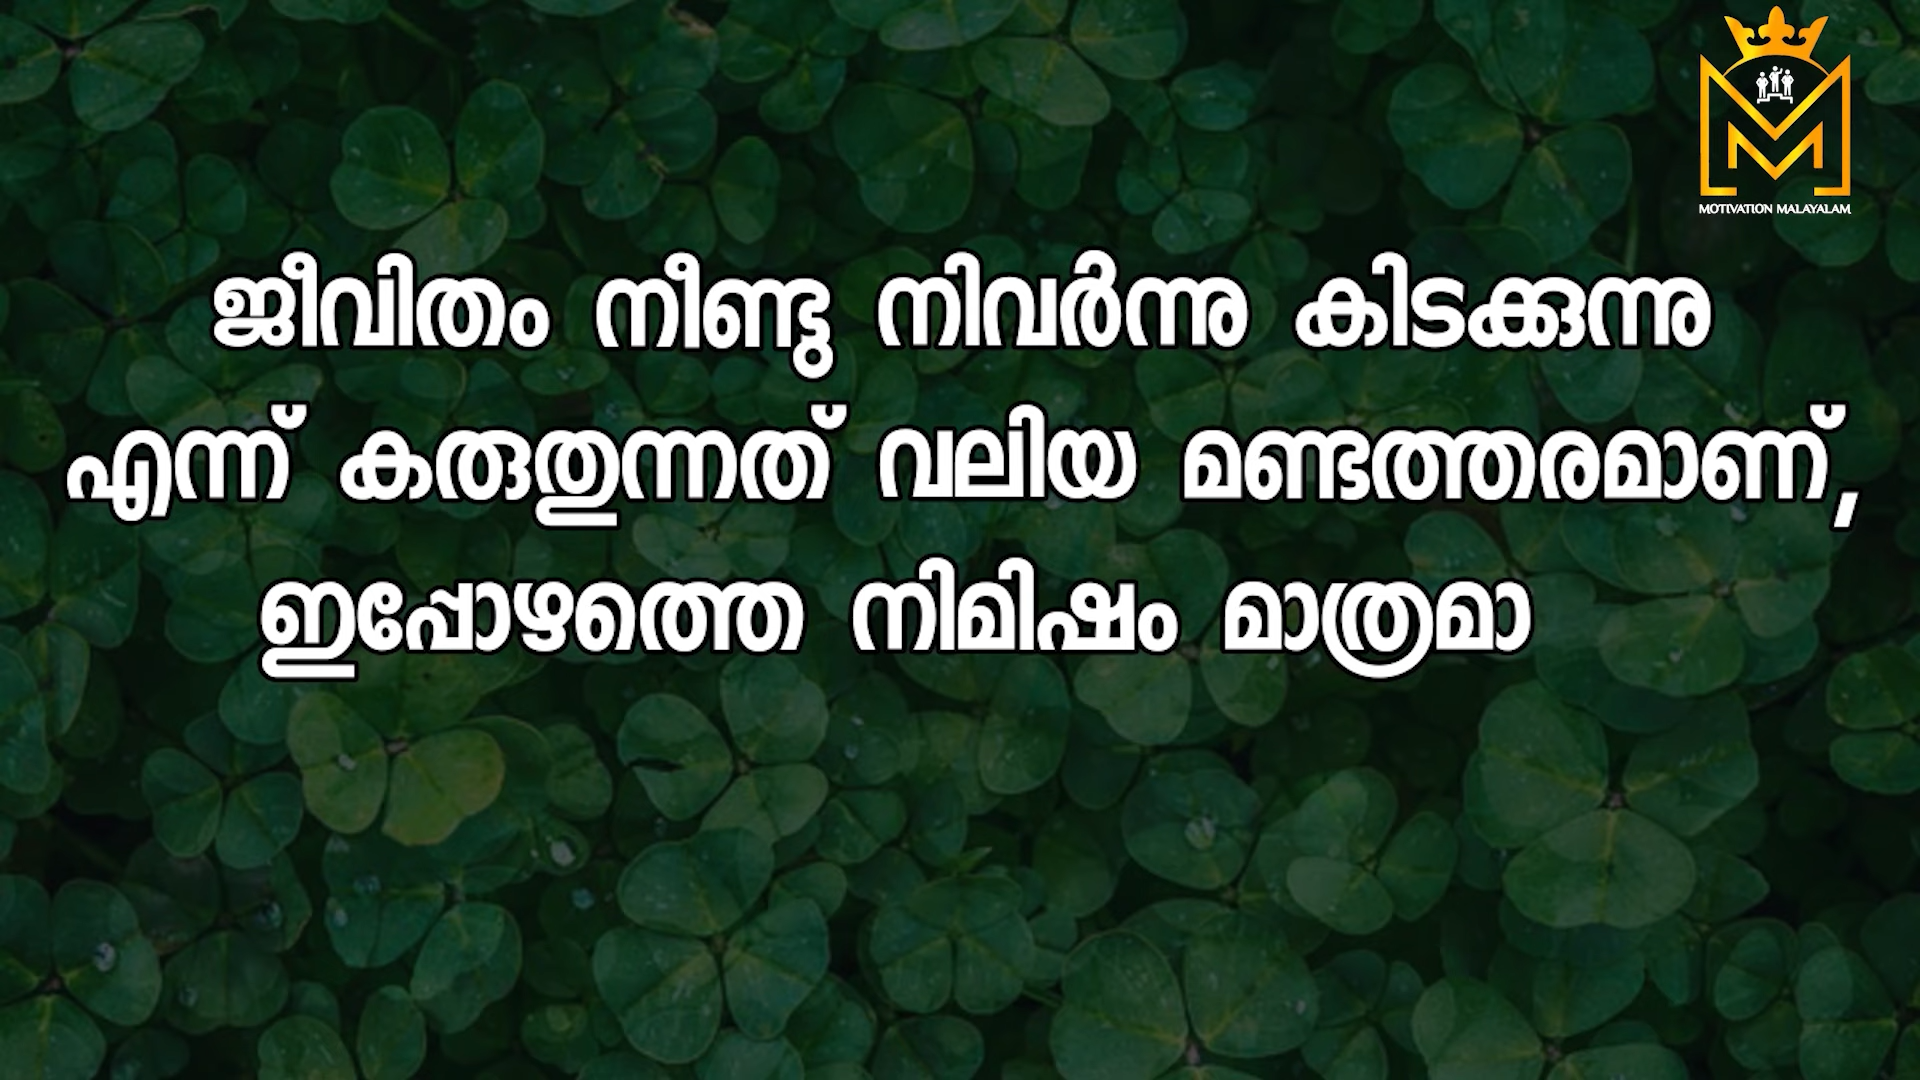 MOTIVATION MALAYALAM
ജീവിതം നീണ്ടു നിവർന്നു കിടക്കുന്നു
എന്ന് കരുതുന്നത് വലിയ മണ്ടത്തരമാണ്,
ഇപ്പോഴത്തെ നിമിഷം മാത്രമാ